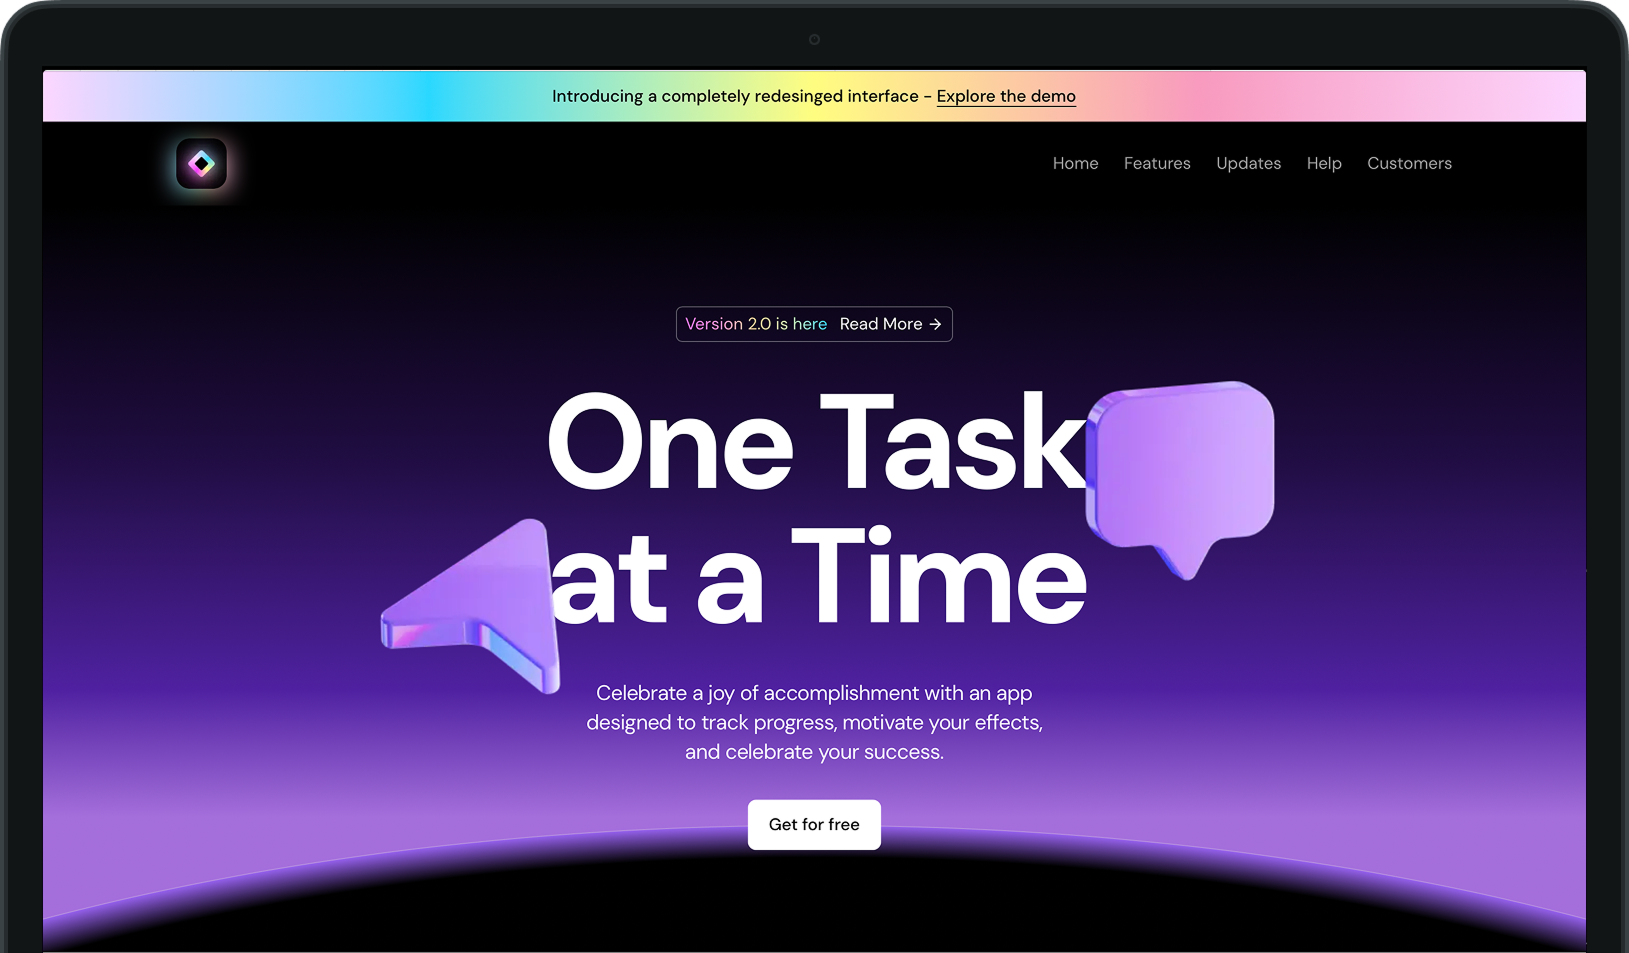 Introducing a completely redesinged interface - Explore the demo
Home Features Updates Help Customers
Version 2.0 is here Read More →
One Task
at a Time
Celebrate a joy of accomplishment with an app
designed to track progress, motivate your effects,
and celebrate your success.
Get for free